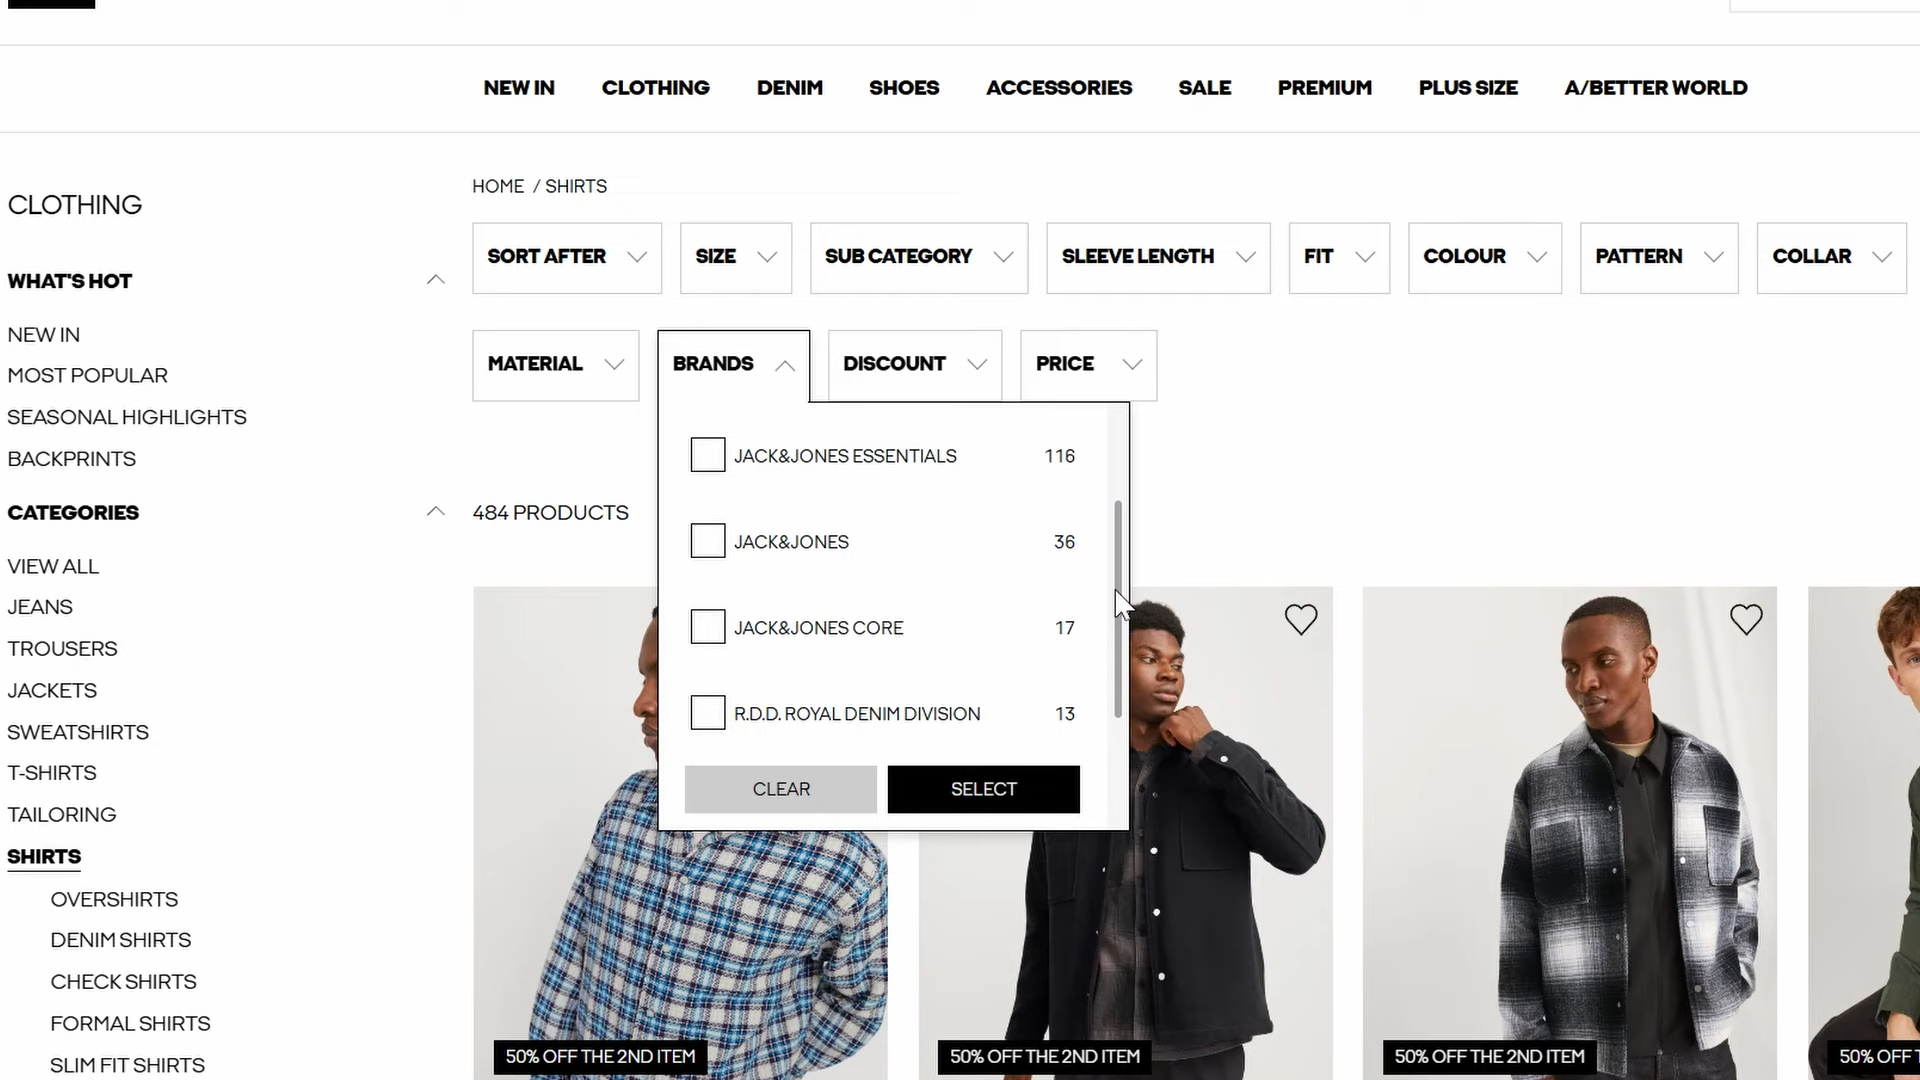 NEW IN CLOTHING DENIM SHOES ACCESSORIES SALE PREMIUM PLUS SIZE A/BETTER WORLD
HOME / SHIRTS
CLOTHING
SORT AFTER SIZE SUB CATEGORY SLEEVE LENGTH FIT COLOUR PATTERN COLLAR
WHAT'S HOT
NEW IN
MATERIAL BRANDS DISCOUNT PRICE
MOST POPULAR
SEASONAL HIGHLIGHTS
BACKPRINTS
JACK&JONES ESSENTIALS 116
CATEGORIES
484 PRODUCTS
JACK&JONES 36
VIEW ALL
JEANS
JACK&JONES CORE 17
TROUSERS
JACKETS
R.D.D. ROYAL DENIM DIVISION 13
SWEATSHIRTS
T-SHIRTS
CLEAR SELECT
TAILORING
SHIRTS
OVERSHIRTS
DENIM SHIRTS
CHECK SHIRTS
FORMAL SHIRTS
SLIM FIT SHIRTS
50% OFF THE 2ND ITEM
50% OFF THE 2ND ITEM
50% OFF THE 2ND ITEM
50% OFF